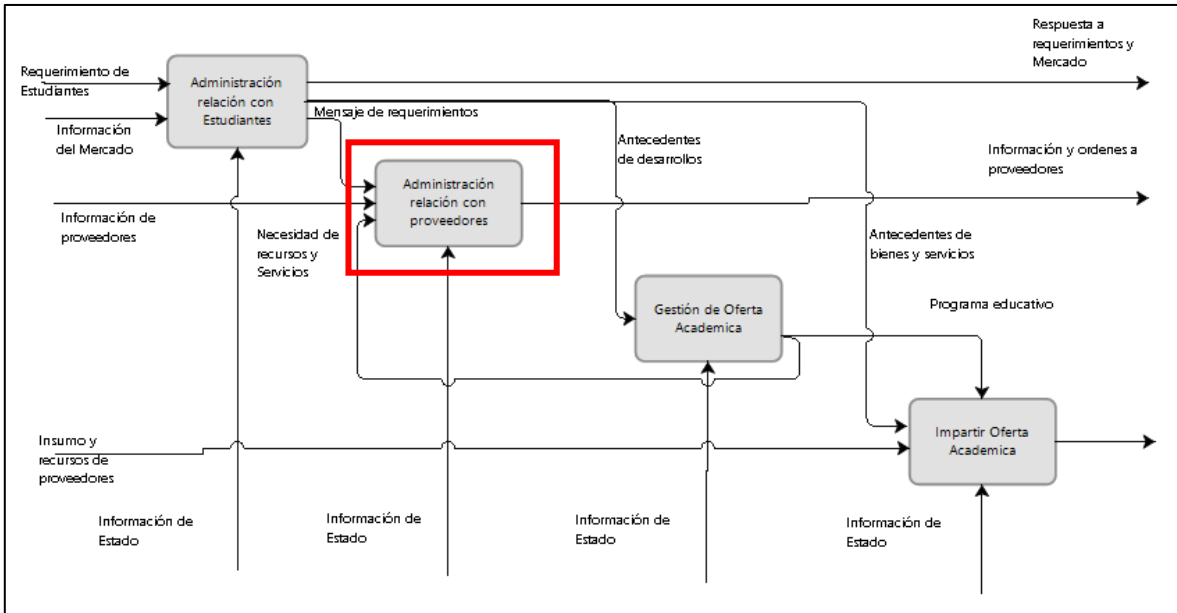 Respuesta a
requerimientos y
Mercado
Requerimiento de
Estudiantes
Administración
relación con
Estudiantes
Mensaje de requerimientos
Información
del Mercado
Antecedentes
de desarrollos
Información y ordenes a
proveedores
Administración
relación con
proveedores
Información de
proveedores
Necesidad de
recursos y
Servicios
Antecedentes de
bienes y servicios
Gestión de Oferta
Academica
Programa educativo
Insumo y
recursos de
proveedores
Impartir Oferta
Academica
Información de
Estado
Información de
Estado
Información de
Estado
Información de
Estado